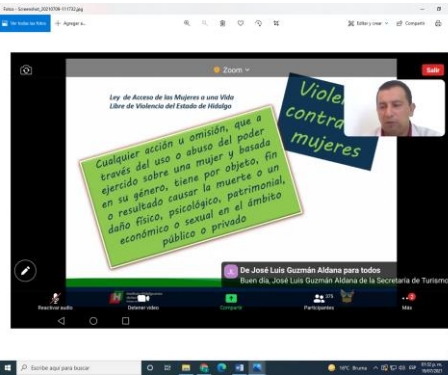 Fotos - Screenshot_20210706-111732.jpg
Ver todas las fotos
Agregar a...
Editar y crear
Compartir
Zoom
Salir
Ley de Acceso de las Mujeres a una Vida
Libre de Violencia del Estado de Hidalgo
contra
mujeres
Cualquier acción u omisión, que a
través del uso o abuso del poder
ejercido sobre una mujer y basada
en su género, tiene por objeto, fin
o resultado causar la muerte o un
daño físico, psicológico, patrimonial,
económico o sexual en el ámbito
público o privado
De José Luis Guzmán Aldana para todos
Buen día, José Luis Guzmán Aldana de la Secretaría de Turismo
Reactivar audio
Detener video
Compartir
375
Participantes
Más
Escribe aquí para buscar
Bruma
ESP